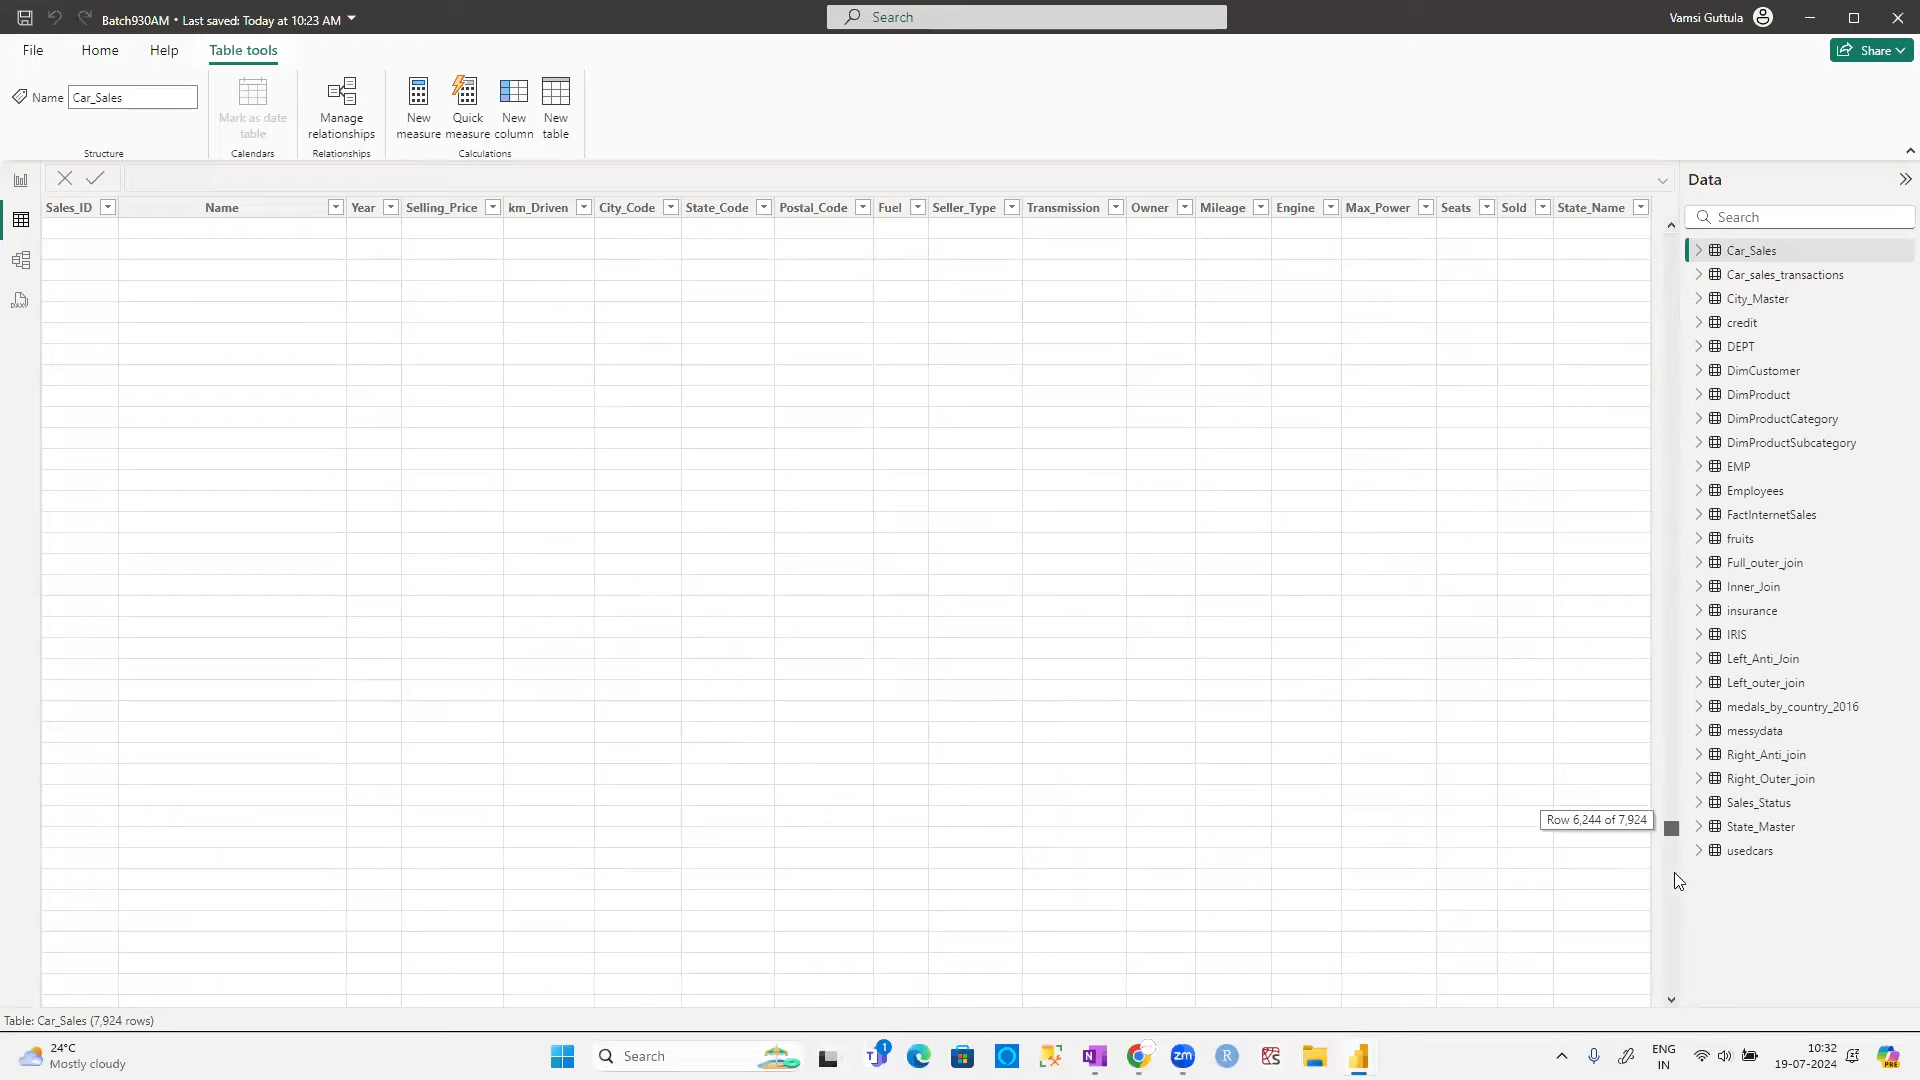 Batch930AM • Last saved: Today at 10:23 AM
Search
Vamsi Guttula
File
Home
Help
Table tools
Share
Name
Car_Sales
Mark as date
table
Manage
relationships
New
measure
Quick
measure
New
column
New
table
Structure
Calendars
Relationships
Calculations
Sales_ID
Name
Year
Selling_Price
km_Driven
City_Code
State_Code
Postal_Code
Fuel
Seller_Type
Transmission
Owner
Mileage
Engine
Max_Power
Seats
Sold
State_Name
Row 6,244 of 7,924
Data
Search
Car_Sales
Car_sales_transactions
City_Master
credit
DEPT
DimCustomer
DimProduct
DimProductCategory
DimProductSubcategory
EMP
Employees
FactInternetSales
fruits
Full_outer_join
Inner_Join
insurance
IRIS
Left_Anti_Join
Left_outer_join
medals_by_country_2016
messydata
Right_Anti_join
Right_Outer_join
Sales_Status
State_Master
usedcars
DAX
Table: Car_Sales (7,924 rows)
24°C
Mostly cloudy
Search
1
zm
R
ENG
IN
10:32
19-07-2024
PRE